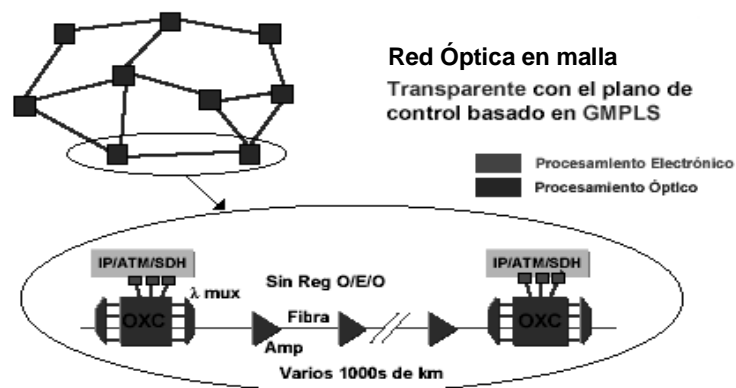 Red Óptica en malla
Transparente con el plano de
control basado en GMPLS
Procesamiento Electrónico
Procesamiento Óptico
IP/ATM/SDH
IP/ATM/SDH
λ mux
Sin Reg O/E/O
OXC
Fibra
OXC
Amp
Varios 1000s de km